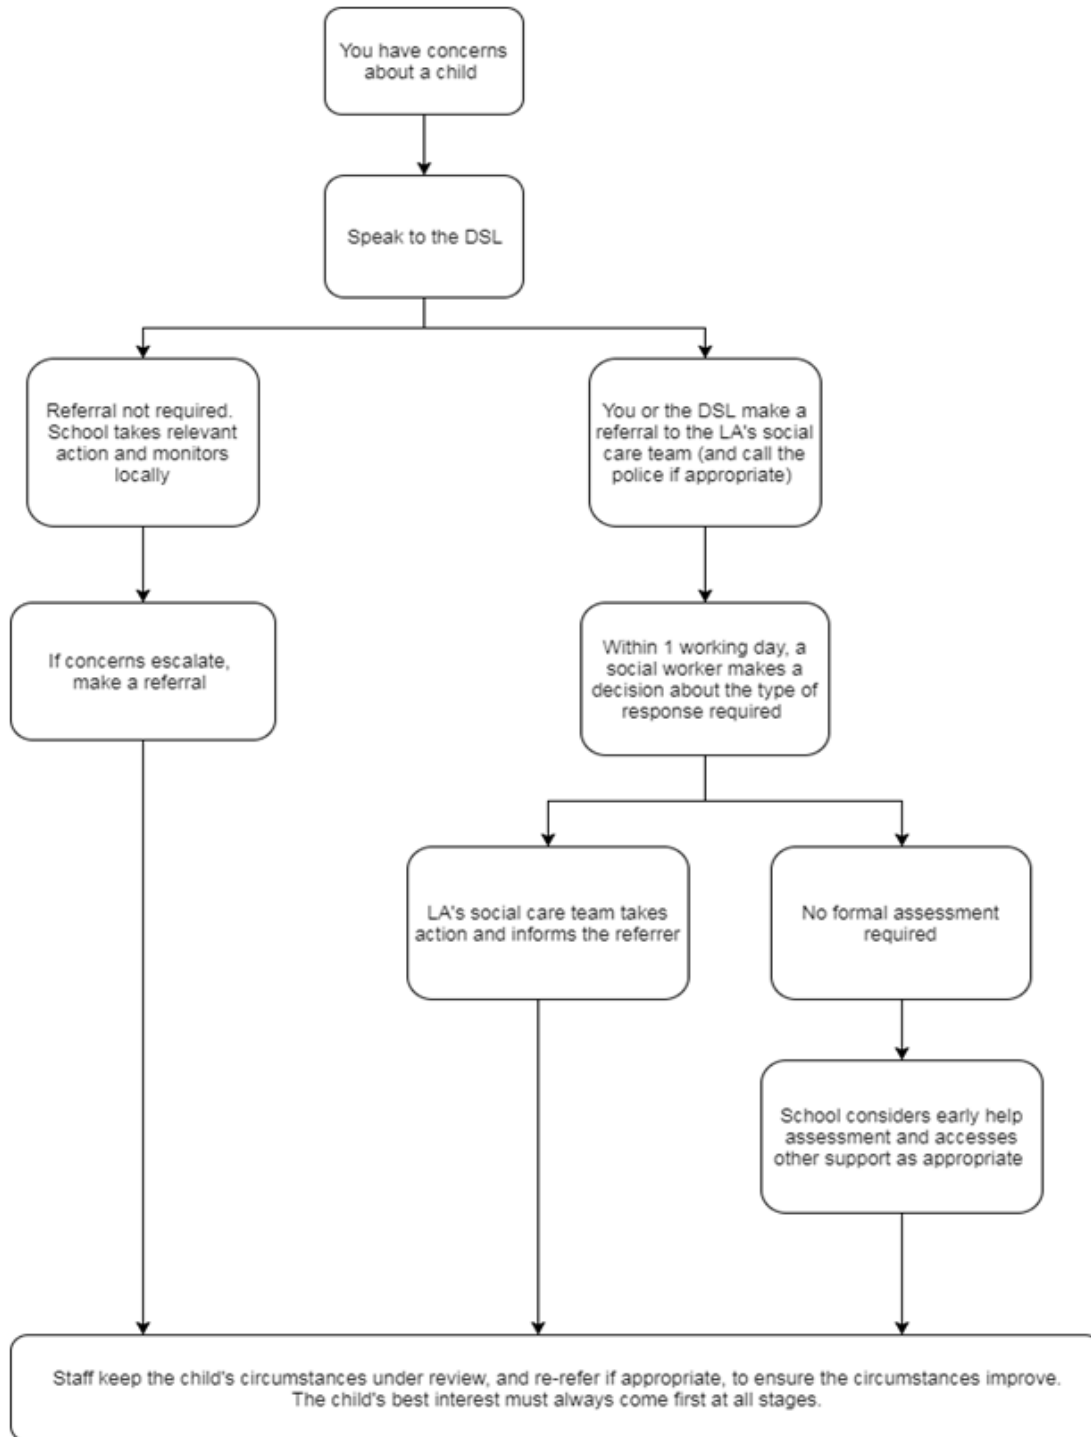 You have concerns
about a child
Speak to the DSL
Referral not required.
School takes relevant
action and monitors
locally
You or the DSL make a
referral to the LA's social
care team (and call the
police if appropriate)
If concerns escalate,
make a referral
Within 1 working day, a
social worker makes a
decision about the type of
response required
LA's social care team takes
action and informs the referrer
No formal assessment
required
School considers early help
assessment and accesses
other support as appropriate
Staff keep the child's circumstances under review, and re-refer if appropriate, to ensure the circumstances improve.
The child's best interest must always come first at all stages.